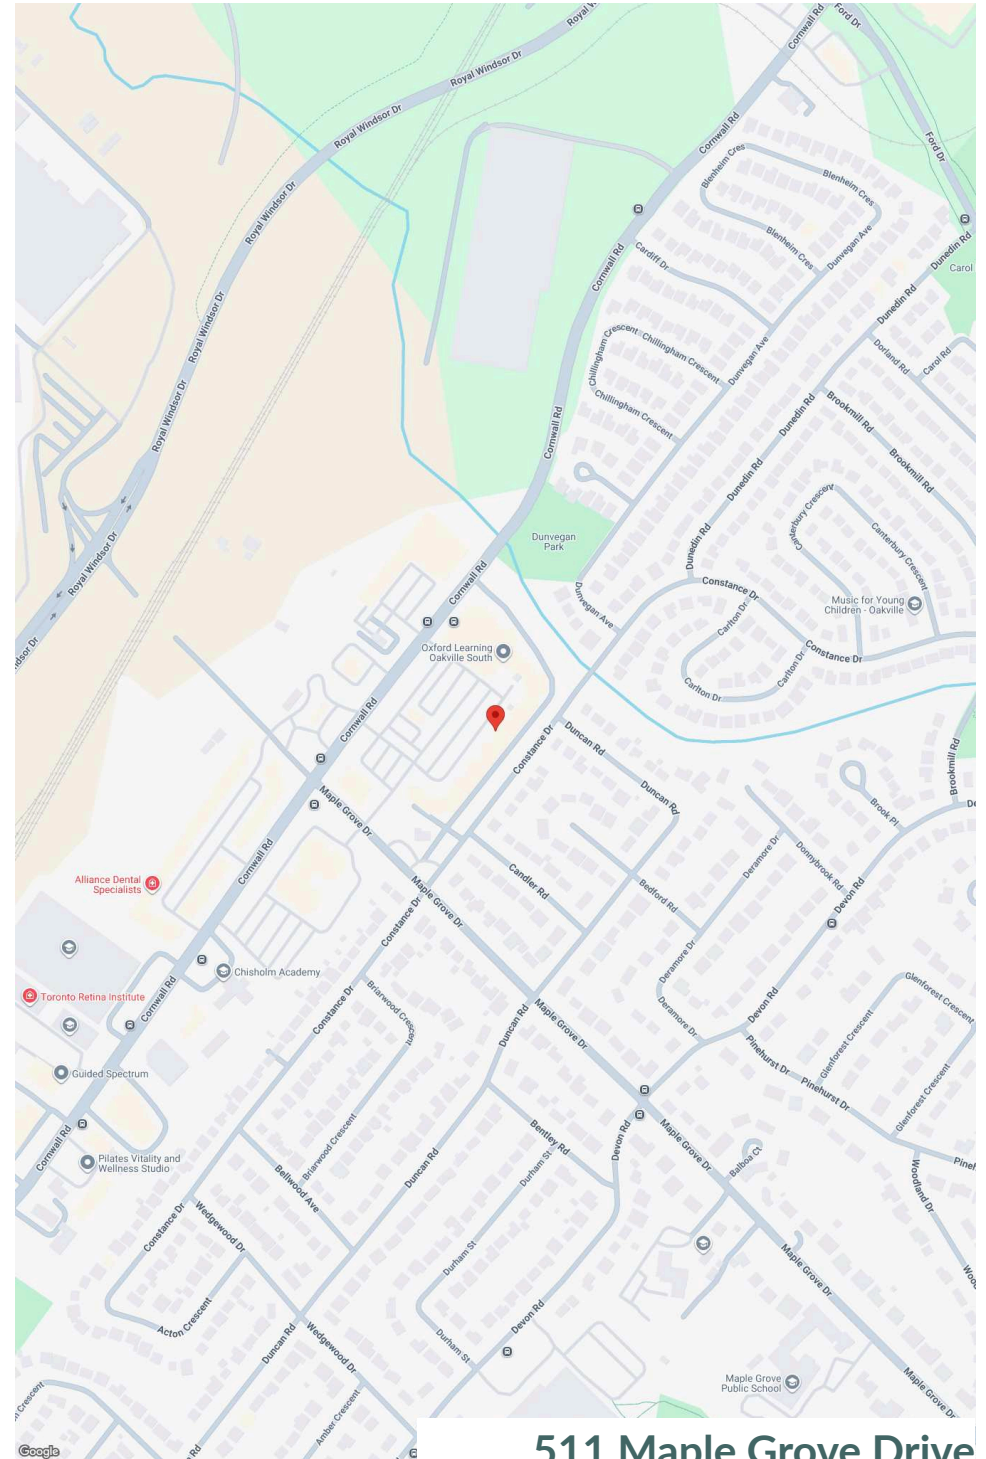 Royal Windsor Dr
Cornwall Rd
Ford Dr
Royal Windsor Dr
Royal Windsor Dr
Cornwall Rd
Ford Dr
Blenheim Cres
Blenheim Cres
Royal Windsor Dr
Blenheim Cres
Dunvegan Ave
Dunedin Rd
Cardiff Dr
Cornwall Rd
Carol
Dunedin Rd
Royal Windsor Dr
Chillingham Crescent
Chillingham Crescent
Dunvegan Ave
Dorland Rd
Carol Rd
Chillingham Crescent
Royal Windsor Dr
Cornwall Rd
Dunedin Rd
Brookmill Rd
Dunedin Rd
Brookmill Rd
Canterbury Crescent
Dunvegan
Park
Dunedin Rd
Canterbury Crescent
Royal Windsor Dr
Cornwall Rd
Dunvegan Ave
Constance Dr
Music for Young
Children - Oakville
Carlton Dr
dsor Dr
Oxford Learning
Oakville South
Constance Dr
Carlton Dr
Carlton Dr
Cornwall Rd
Constance Dr
Duncan Rd
Brookmill Rd
Duncan Rd
Maple Grove Dr
Brook Pl
De
Cornwall Rd
Deramore Dr
Donnybrook Rd
Alliance Dental
Specialists
Candler Rd
Bedford Rd
Devon Rd
Maple Grove Dr
Constance Dr
Deramore Dr
Chisholm Academy
Glenforest Crescent
Toronto Retina Institute
Cornwall Rd
Constance Dr
Briarwood Crescent
Maple Grove Dr
Duncan Rd
Deramore Dr
Devon Rd
Glenforest Crescent
Guided Spectrum
Pinehurst Dr
Pinehurst Dr
Glenforest Crescent
Cornwall Rd
Briarwood Crescent
Bentley Rd
Devon Rd
Maple Grove Dr
Pilates Vitality and
Wellness Studio
Duncan Rd
Durham St
Balboa Ct
Pineh
Bellwood Ave
Woodland Dr
Constance Dr
Wedgewood Dr
Durham St
Maple Grove Dr
Woo
Acton Crescent
Duncan Rd
Wedgewood Dr
Devon Rd
Durham St
Maple Grove
Public School
Maple Grove Dr
n Crescent
Amber Crescent
Rd
Google
511 Maple Grove Drive